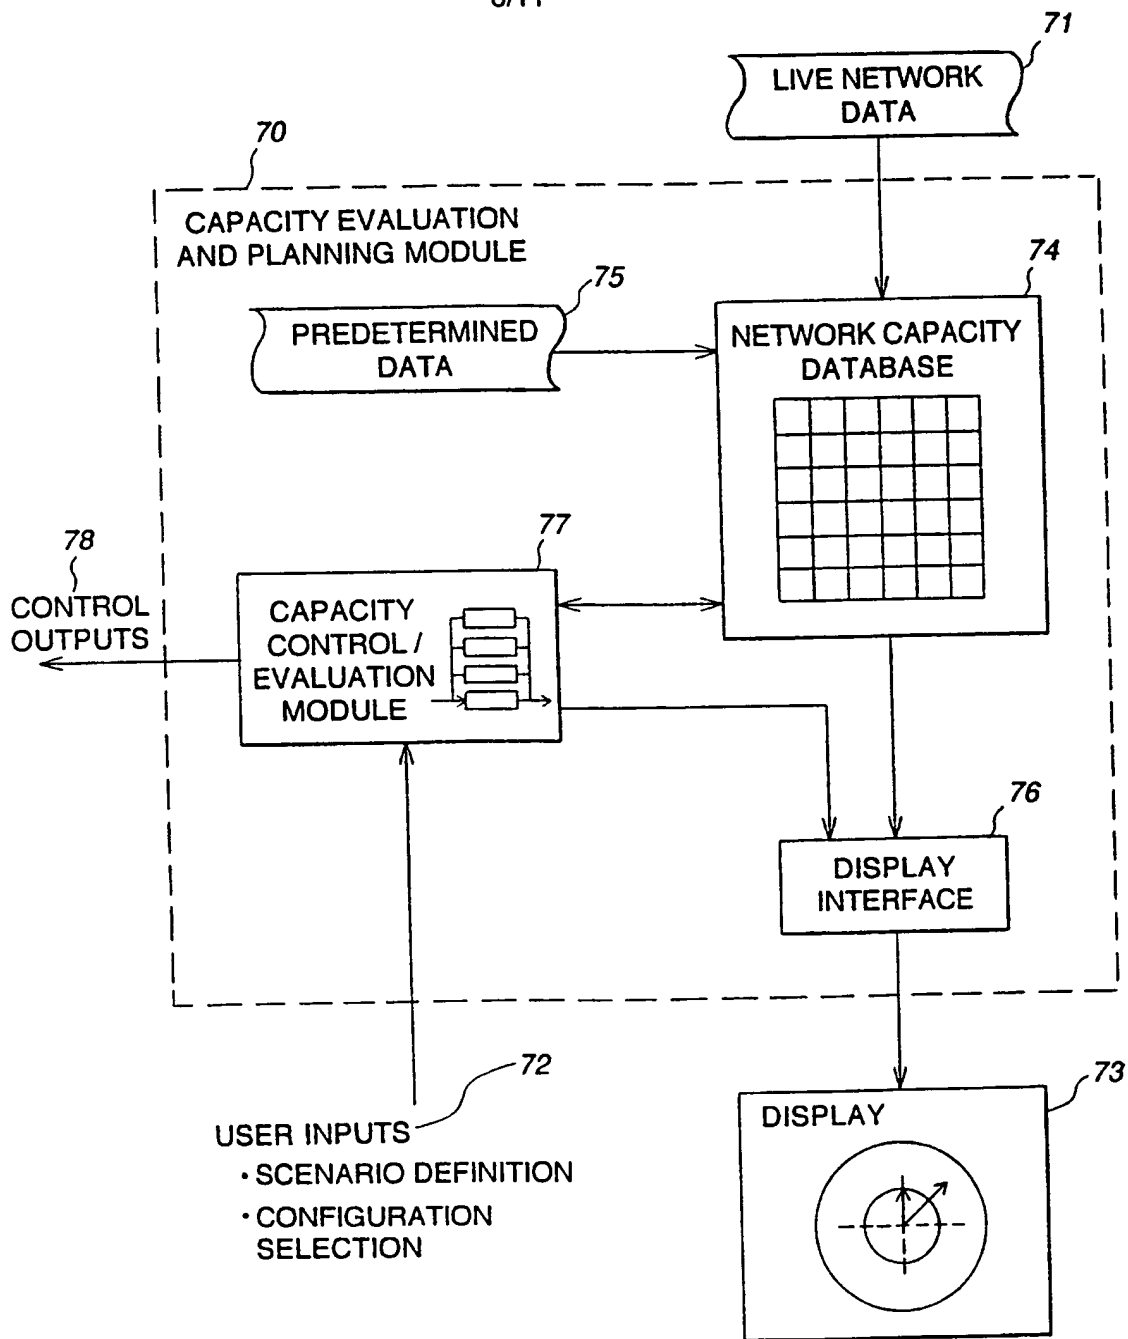 71
LIVE NETWORK
DATA
70
CAPACITY EVALUATION
AND PLANNING MODULE
75
74
PREDETERMINED
DATA
NETWORK CAPACITY
DATABASE
78
77
CONTROL
OUTPUTS
CAPACITY
CONTROL /
EVALUATION
MODULE
76
DISPLAY
INTERFACE
72
73
USER INPUTS
· SCENARIO DEFINITION
· CONFIGURATION
SELECTION
DISPLAY